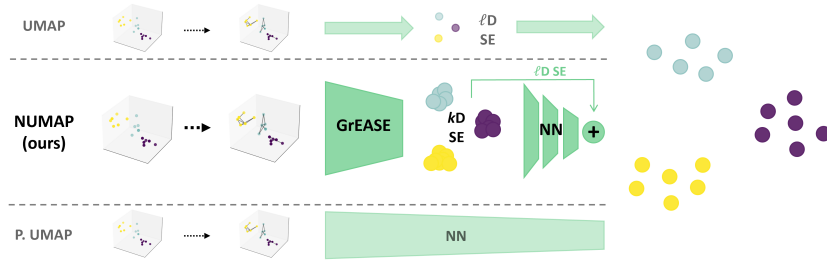 UMAP
ℓD
SE
ℓD SE
NUMAP
(ours)
GrEASE
kD
SE
NN
+
P. UMAP
NN